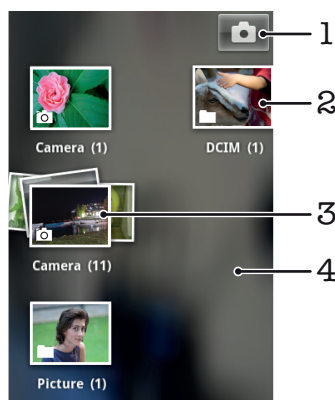 1
2
Camera (1)
DCIM (1)
3
Camera (11)
4
Picture (1)